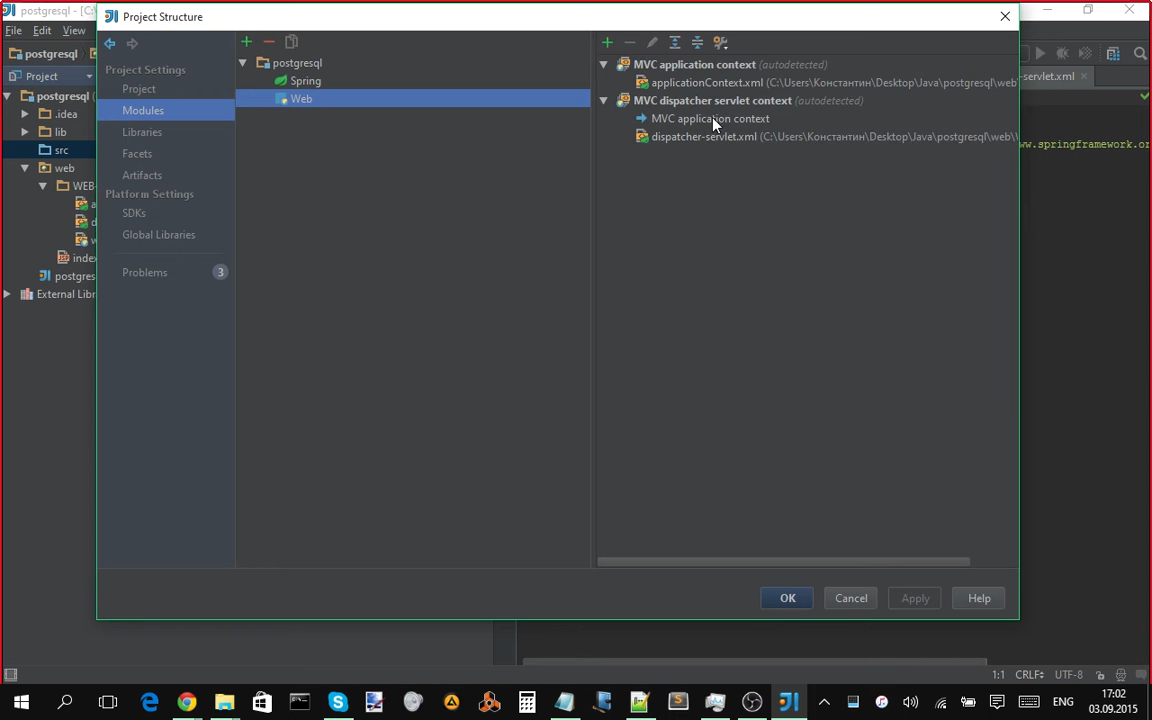 postgresql - [C:
Project Structure
File Edit View
postgresql
Project
postgresql
.idea
lib
src
web
WEB-
a
d
w
index
postgres
External Libr
Project Settings
Project
Modules
Libraries
Facets
Artifacts
Platform Settings
SDKs
Global Libraries
Problems 3
postgresql
Spring
Web
MVC application context (autodetected)
applicationContext.xml (C:\Users\Константин\Desktop\Java\postgresql\web\
MVC dispatcher servlet context (autodetected)
MVC application context
dispatcher-servlet.xml (C:\Users\Константин\Desktop\Java\postgresql\web\\
-servlet.xml
ww.springframework.or
OK Cancel Apply Help
1:1 CRLF UTF-8
ENG
17:02
03.09.2015